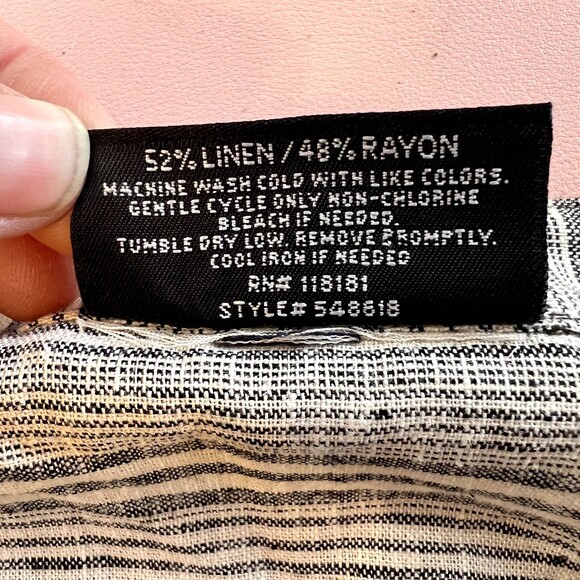 52% LINEN / 48% RAYON
MACHINE WASH COLD WITH LIKE COLORS.
GENTLE CYCLE ONLY NON-CHLORINE
BLEACH IF NEEDED.
TUMBLE DRY LOW. REMOVE PROMPTLY.
COOL IRON IF NEEDED
RN# 118181
STYLE# 548618